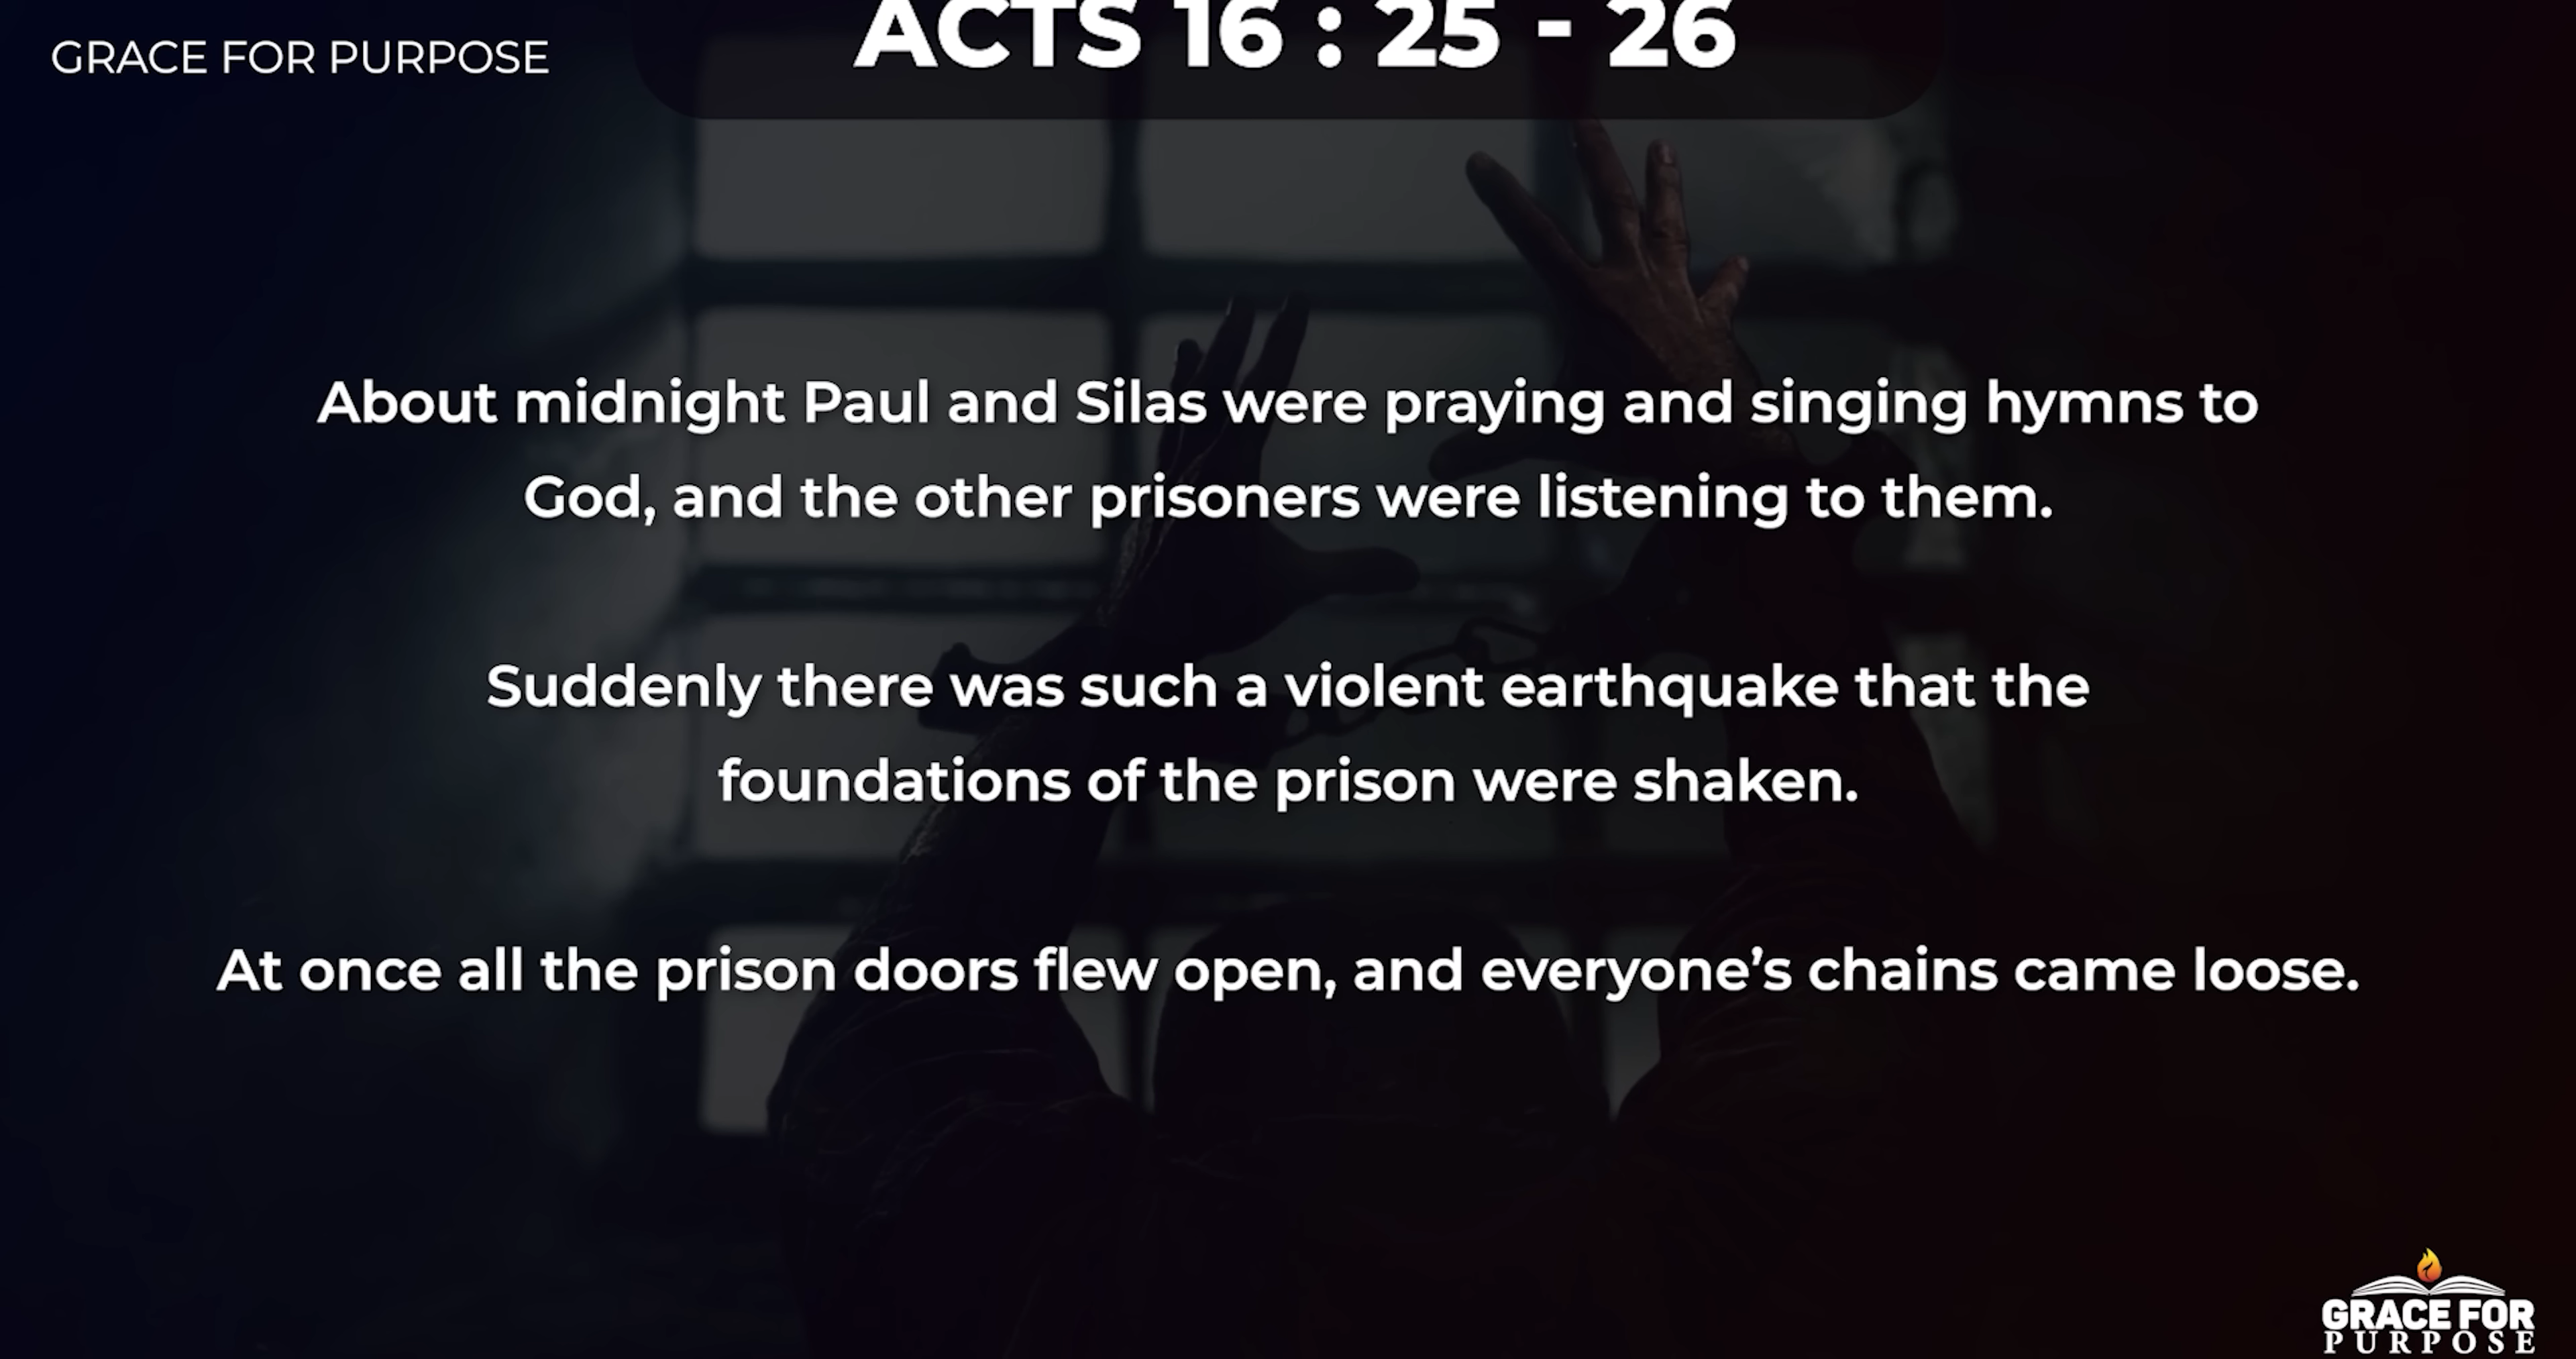 GRACE FOR PURPOSE
ACTS 16 : 25 - 26
About midnight Paul and Silas were praying and singing hymns to
God, and the other prisoners were listening to them.
Suddenly there was such a violent earthquake that the
foundations of the prison were shaken.
At once all the prison doors flew open, and everyone’s chains came loose.
GRACE FOR
PURPOSE